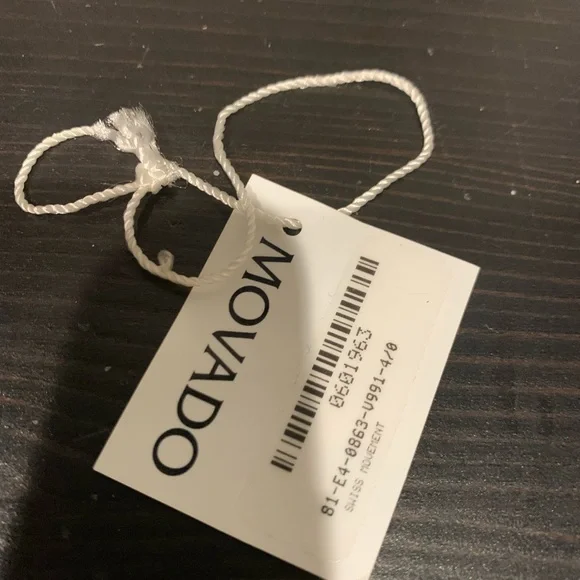 MOVADO
0601963
81-E4-0863-V991-4/0
SWISS MOVEMENT